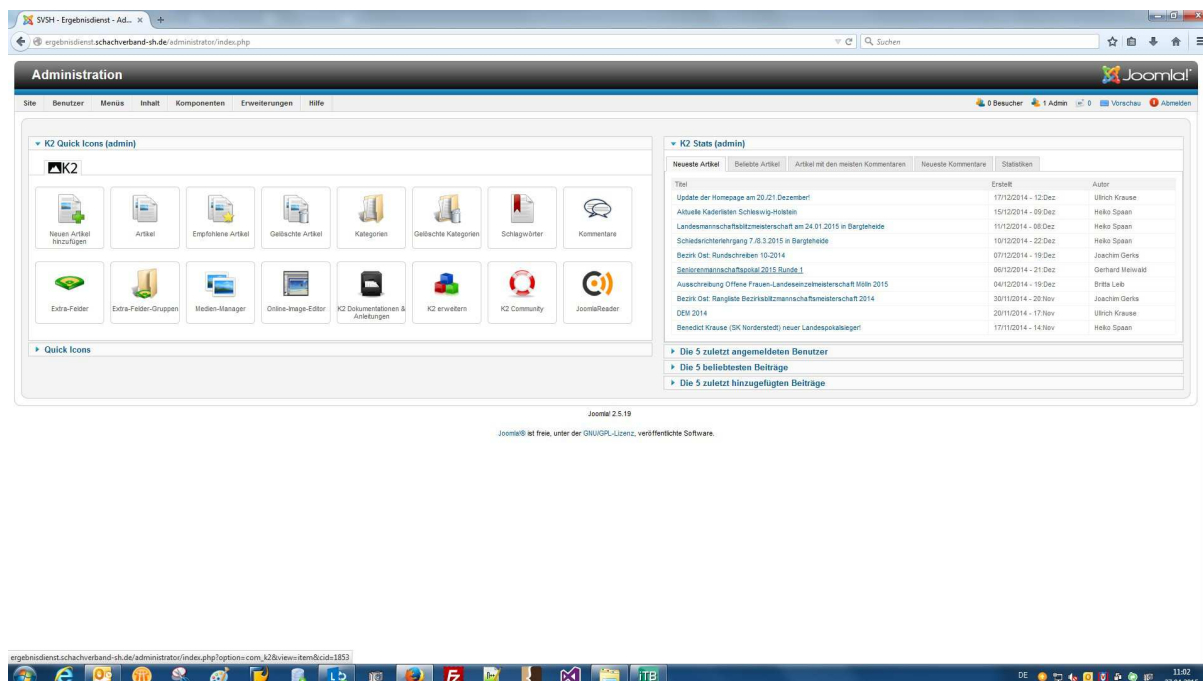 SVSH - Ergebnisdienst - Ad...
ergebnisdienst.schachverband-sh.de/administrator/index.php
Suchen
Administration
Joomla!
Site Benutzer Menüs Inhalt Komponenten Erweiterungen Hilfe
0 Besucher 1 Admin 0 Vorschau Abmelden
K2 Quick Icons (admin)
K2
Neuen Artikel hinzufügen
Artikel
Empfohlene Artikel
Gelöschte Artikel
Kategorien
Gelöschte Kategorien
Schlagwörter
Kommentare
Extra-Felder
Extra-Felder-Gruppen
Medien-Manager
Online-Image-Editor
K2 Dokumentationen & Anleitungen
K2 erweitern
K2 Community
JoomlaReader
Quick Icons
K2 Stats (admin)
Neueste Artikel Beliebte Artikel Artikel mit den meisten Kommentaren Neueste Kommentare Statistiken
Titel Erstellt Autor
Update der Homepage am 20./21.Dezember! 17/12/2014 - 12:Dez Ullrich Krause
Aktuelle Kaderlisten Schleswig-Holstein 15/12/2014 - 09:Dez Heiko Spaan
Landesmannschaftsblitzmeisterschaft am 24.01.2015 in Bargteheide 11/12/2014 - 08:Dez Heiko Spaan
Schiedsrichterlehrgang 7./8.3.2015 in Bargteheide 10/12/2014 - 22:Dez Heiko Spaan
Bezirk Ost: Rundschreiben 10-2014 07/12/2014 - 19:Dez Joachim Gerks
Seniorenmannschaftspokal 2015 Runde 1 06/12/2014 - 21:Dez Gerhard Meiwald
Ausschreibung Offene Frauen-Landeseinzelmeisterschaft Mölln 2015 04/12/2014 - 19:Dez Britta Leib
Bezirk Ost: Rangliste Bezirksblitzmannschaftsmeisterschaft 2014 30/11/2014 - 20:Nov Joachim Gerks
DEM 2014 20/11/2014 - 17:Nov Ullrich Krause
Benedict Krause (SK Norderstedt) neuer Landespokalsieger! 17/11/2014 - 14:Nov Heiko Spaan
Die 5 zuletzt angemeldeten Benutzer
Die 5 beliebtesten Beiträge
Die 5 zuletzt hinzugefügten Beiträge
Joomla! 2.5.19
Joomla!® ist freie, unter der GNU/GPL-Lizenz, veröffentlichte Software.
ergebnisdienst.schachverband-sh.de/administrator/index.php?option=com_k2&view=item&cid=1853
iTB
DE
11:02